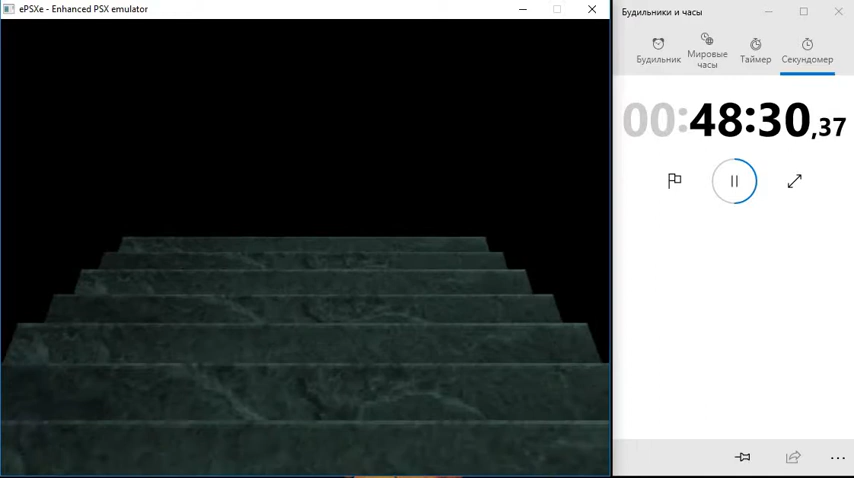 ePSXe - Enhanced PSX emulator
Будильники и часы
Будильник
Мировые
часы
Таймер
Секундомер
00:48:30,37